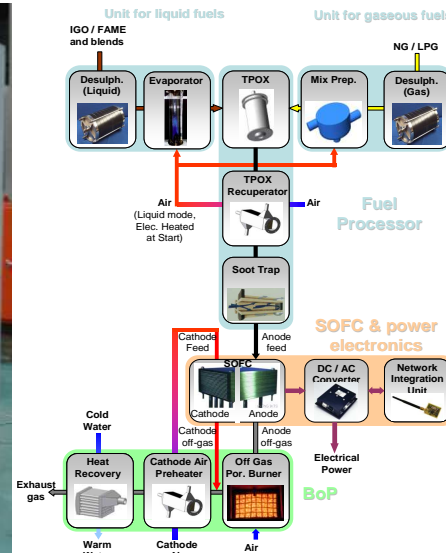 Unit for liquid fuels
Unit for gaseous fuels
IGO / FAME
and blends
NG / LPG
Desulph.
(Liquid)
Evaporator
TPOX
Mix Prep.
Desulph.
(Gas)
Air
(Liquid mode,
Elec. Heated
at Start)
TPOX
Recuperator
Air
Fuel
Processor
Soot Trap
Cathode
Feed
Anode
feed
SOFC & power
electronics
SOFC
Cathode
Anode
DC / AC
Converter
Network
Integration
Unit
Cathode
off-gas
Anode
off-gas
Electrical
Power
Cold
Water
Heat
Recovery
Cathode Air
Preheater
Off Gas
Por. Burner
BoP
Exhaust
gas
Warm
Cathode
Air